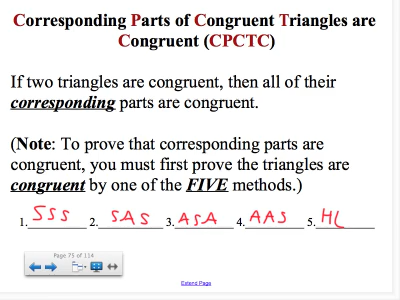 Corresponding Parts of Congruent Triangles are
Congruent (CPCTC)
If two triangles are congruent, then all of their
corresponding parts are congruent.
(Note: To prove that corresponding parts are
congruent, you must first prove the triangles are
congruent by one of the FIVE methods.)
1. SSS 2. SAS 3. ASA 4. AAS 5. HL
Page 75 of 114
Extend Page